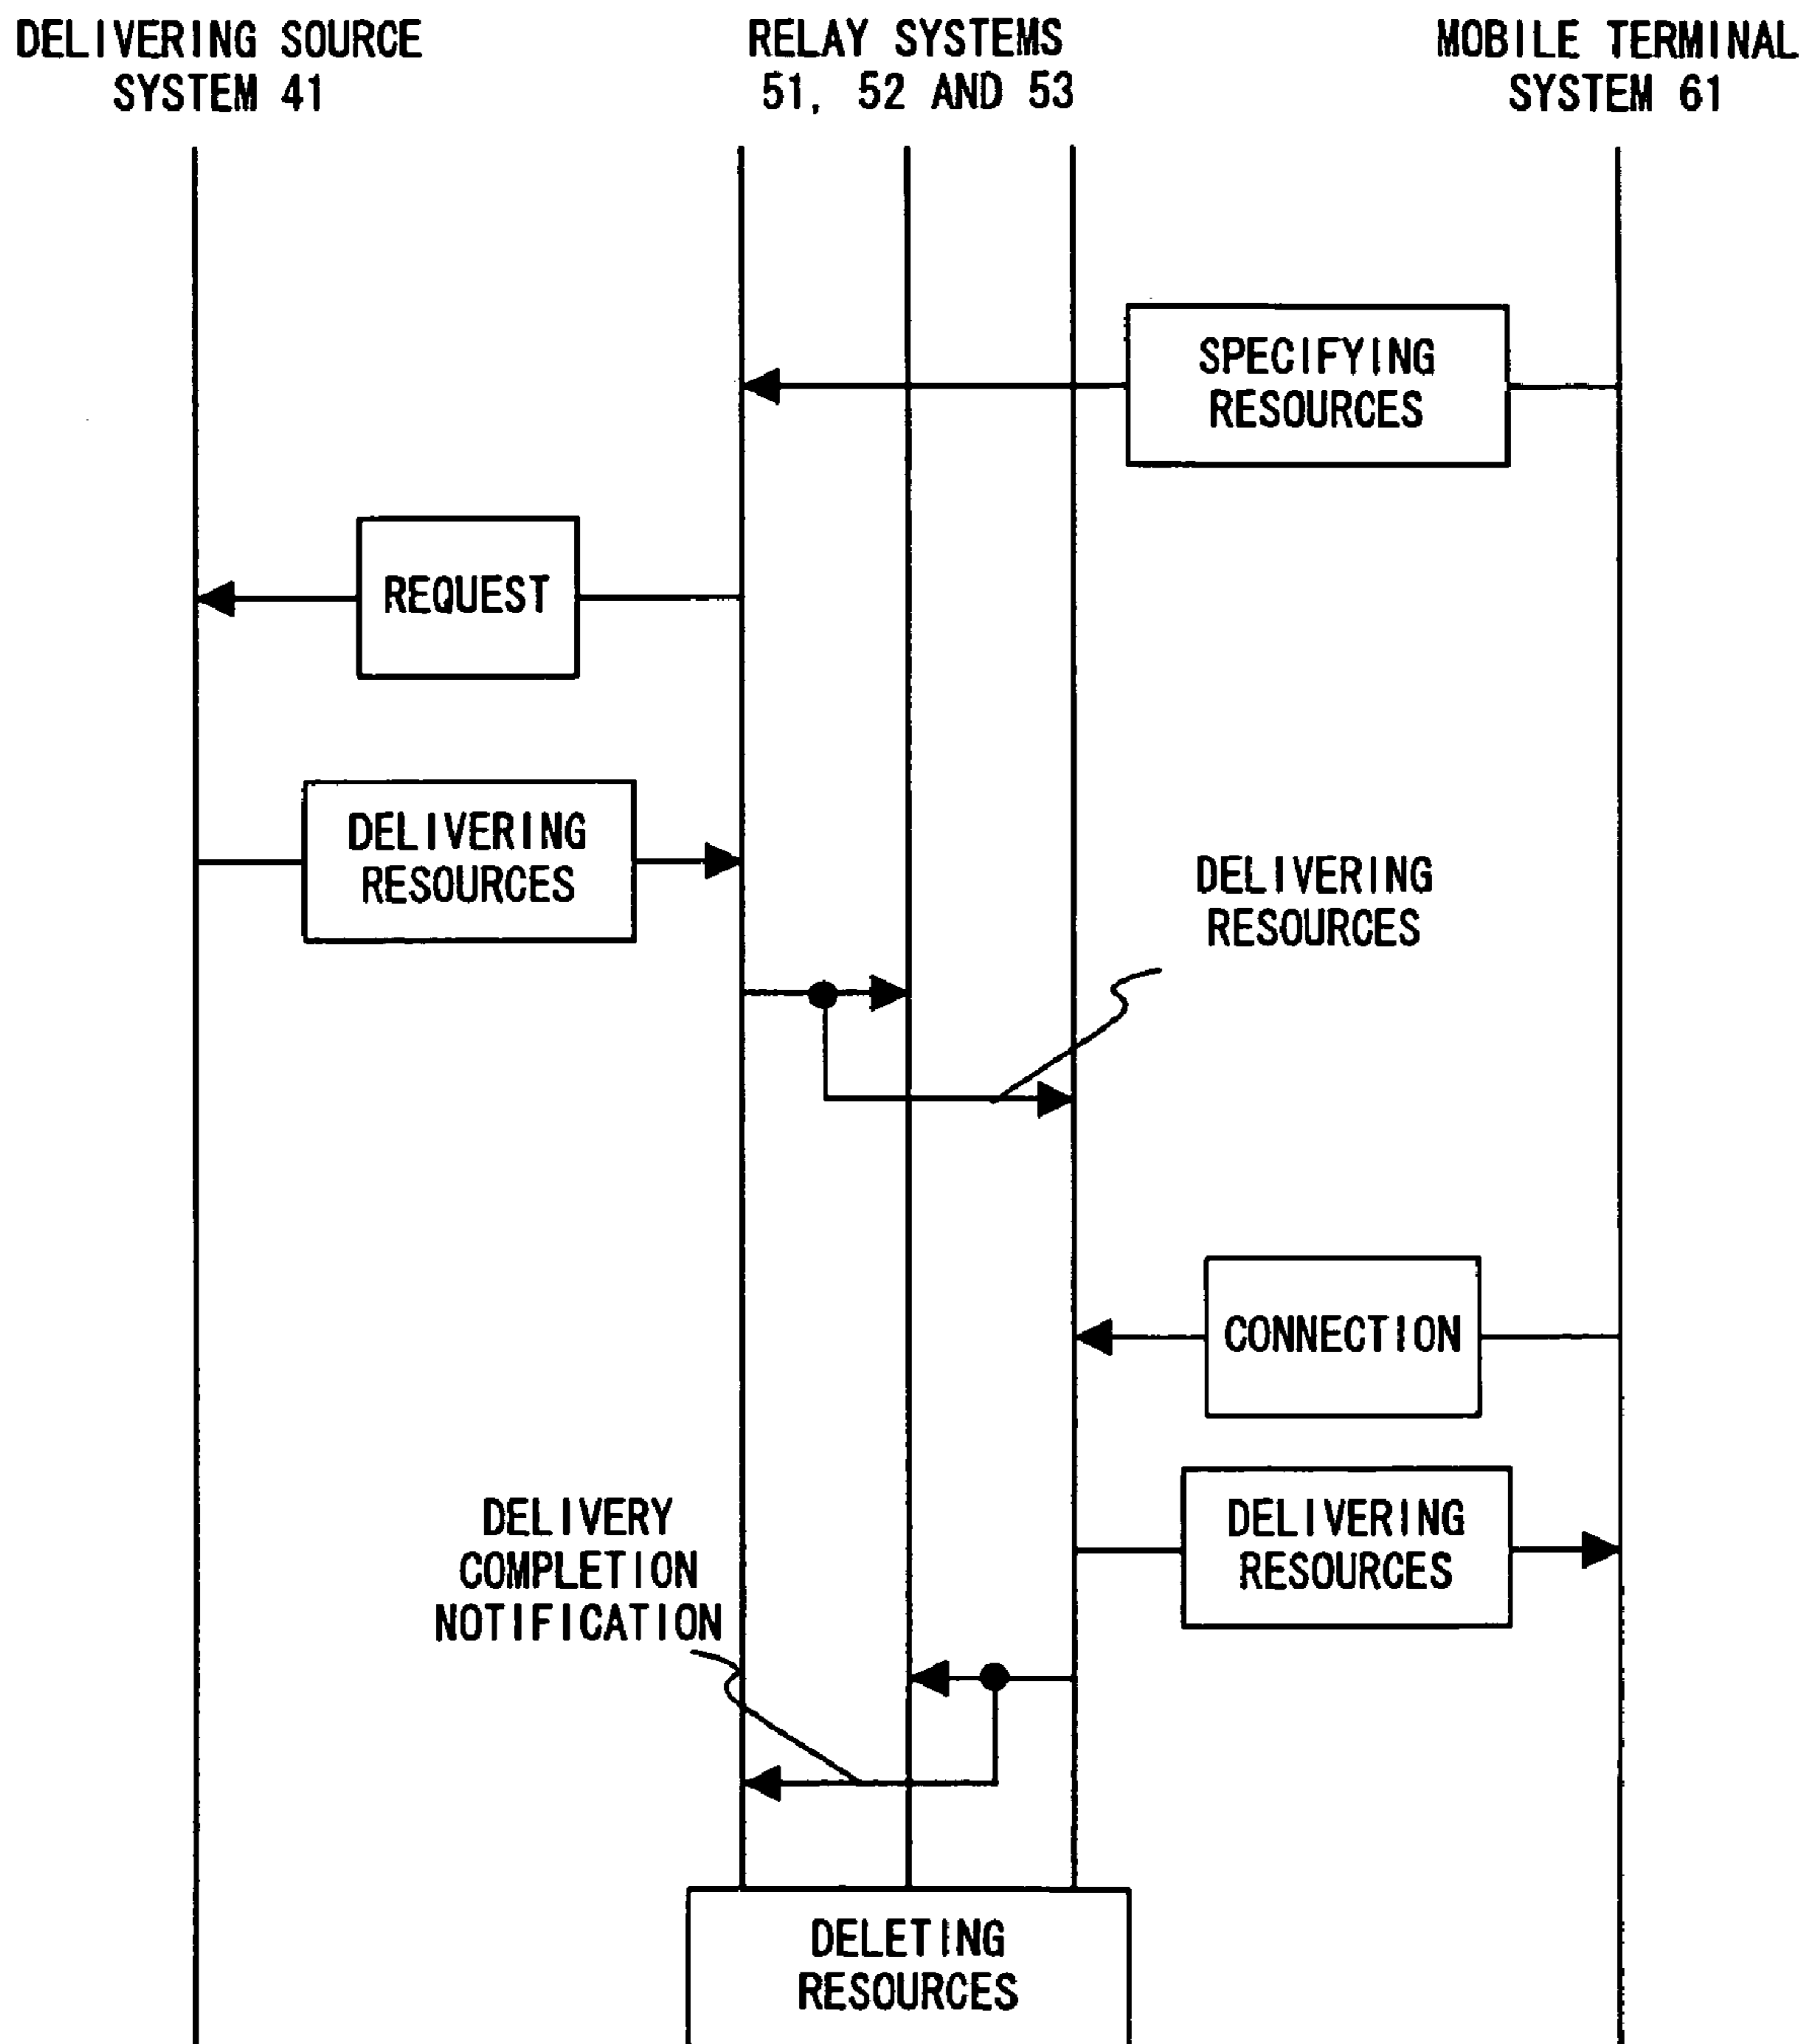 DELIVERING SOURCE
SYSTEM 41
RELAY SYSTEMS
51, 52 AND 53
MOBILE TERMINAL
SYSTEM 61
SPECIFYING
RESOURCES
REQUEST
DELIVERING
RESOURCES
DELIVERING
RESOURCES
CONNECTION
DELIVERING
RESOURCES
DELIVERY
COMPLETION
NOTIFICATION
DELETING
RESOURCES